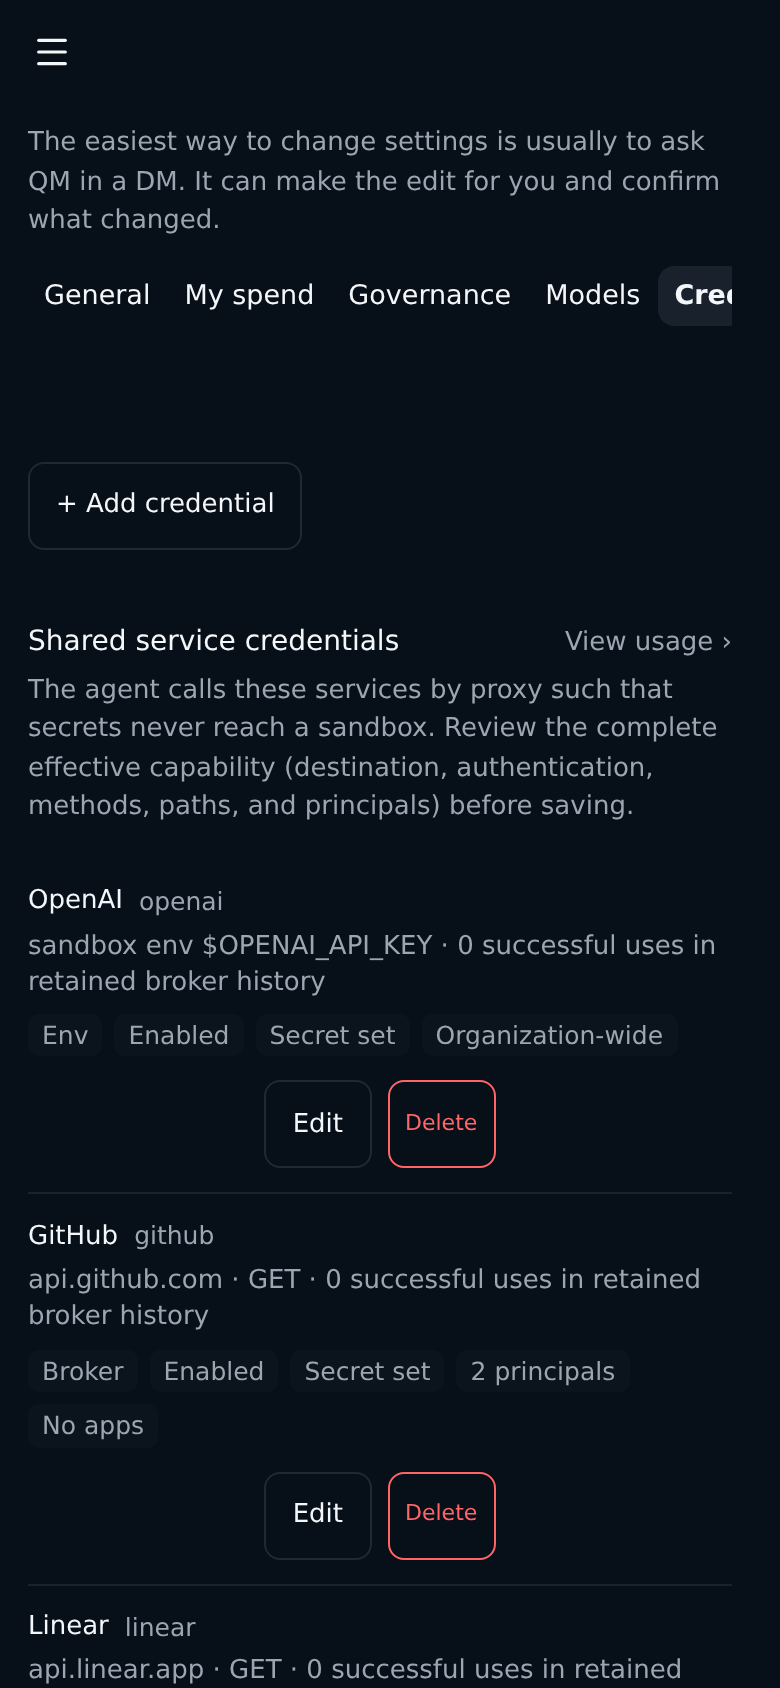 The easiest way to change settings is usually to ask
QM in a DM. It can make the edit for you and confirm
what changed.
General My spend Governance Models Cred
+ Add credential
Shared service credentials View usage ›
The agent calls these services by proxy such that
secrets never reach a sandbox. Review the complete
effective capability (destination, authentication,
methods, paths, and principals) before saving.
OpenAI openai
sandbox env $OPENAI_API_KEY · 0 successful uses in
retained broker history
Env Enabled Secret set Organization-wide
Edit Delete
GitHub github
api.github.com · GET · 0 successful uses in retained
broker history
Broker Enabled Secret set 2 principals
No apps
Edit Delete
Linear linear
api.linear.app · GET · 0 successful uses in retained